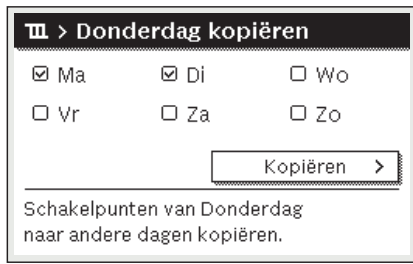 > Donderdag kopiëren
Ma Di Wo
Vr Za Zo
Kopiëren >
Schakelpunten van Donderdag
naar andere dagen kopiëren.